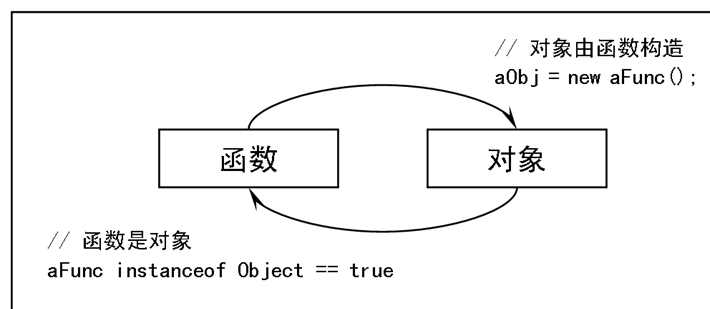 // 对象由函数构造
aObj = new aFunc();
函数
对象
// 函数是对象
aFunc instanceof Object == true